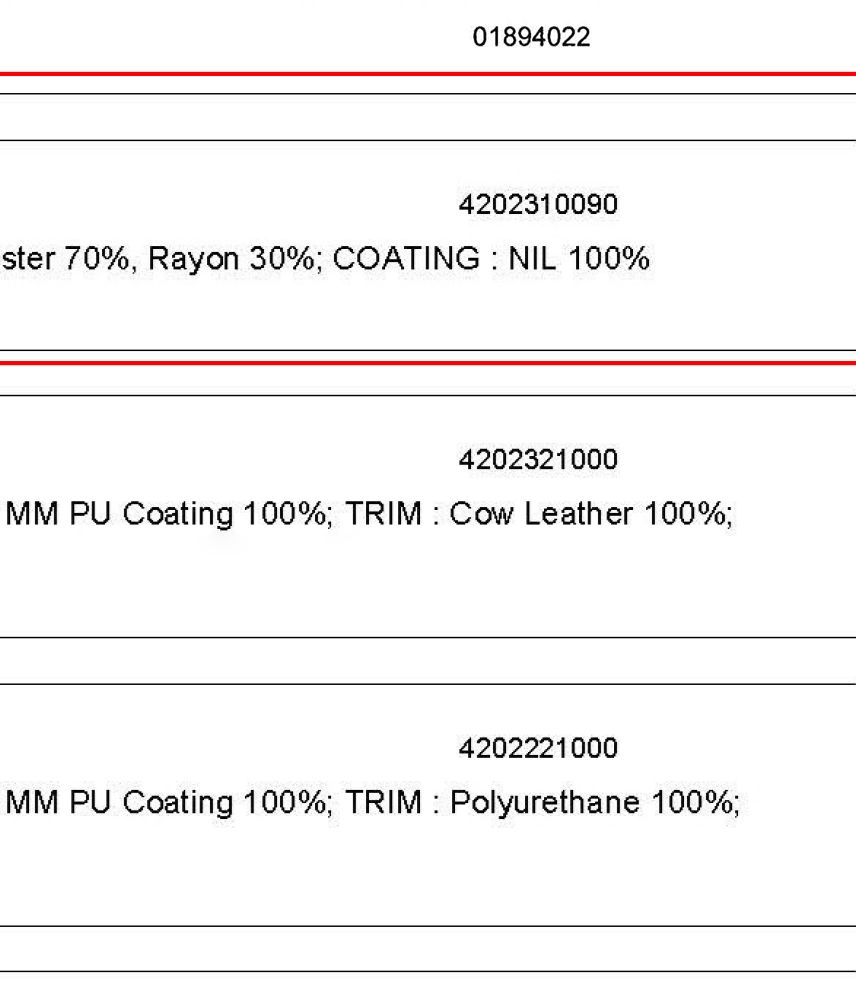 01894022
4202310090
ster 70%, Rayon 30%; COATING : NIL 100%
4202321000
MM PU Coating 100%; TRIM : Cow Leather 100%;
4202221000
MM PU Coating 100%; TRIM : Polyurethane 100%;